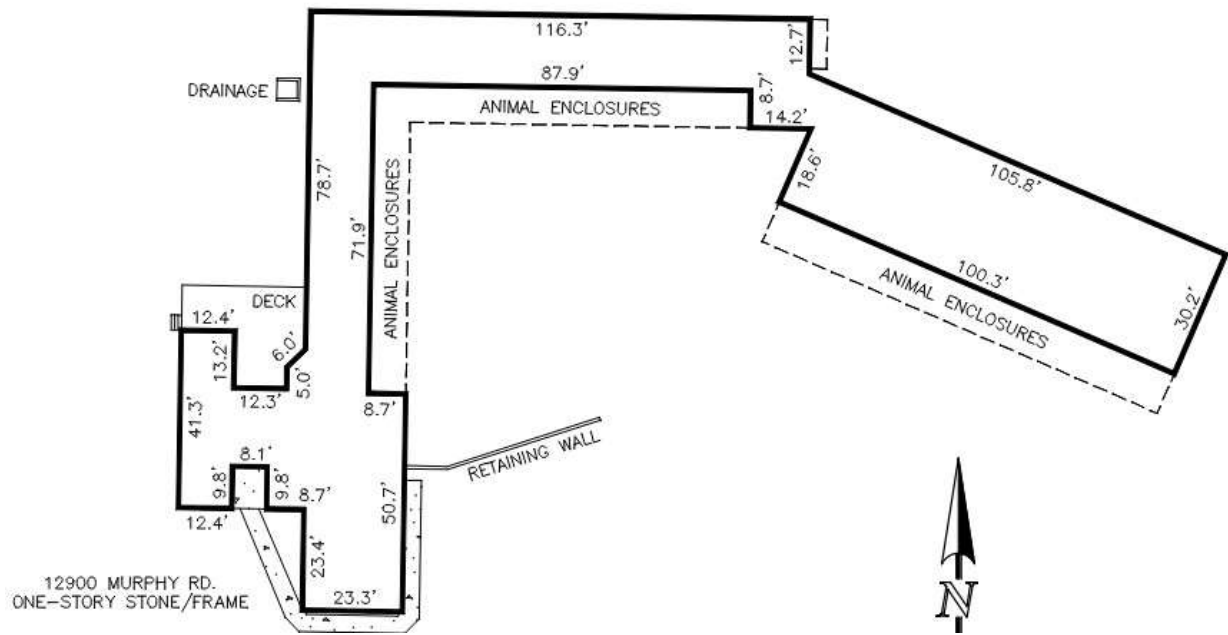 116.3'
12.7'
DRAINAGE
87.9'
8.7'
ANIMAL ENCLOSURES
14.2'
78.7'
18.6'
105.8'
71.9'
ANIMAL ENCLOSURES
100.3'
ANIMAL ENCLOSURES
30.2'
DECK
12.4'
6.0'
13.2'
5.0'
12.3'
8.7'
41.3'
8.1'
RETAINING WALL
9.8'
9.8'
8.7'
50.7'
12.4'
23.4'
23.3'
12900 MURPHY RD.
ONE-STORY STONE/FRAME
N